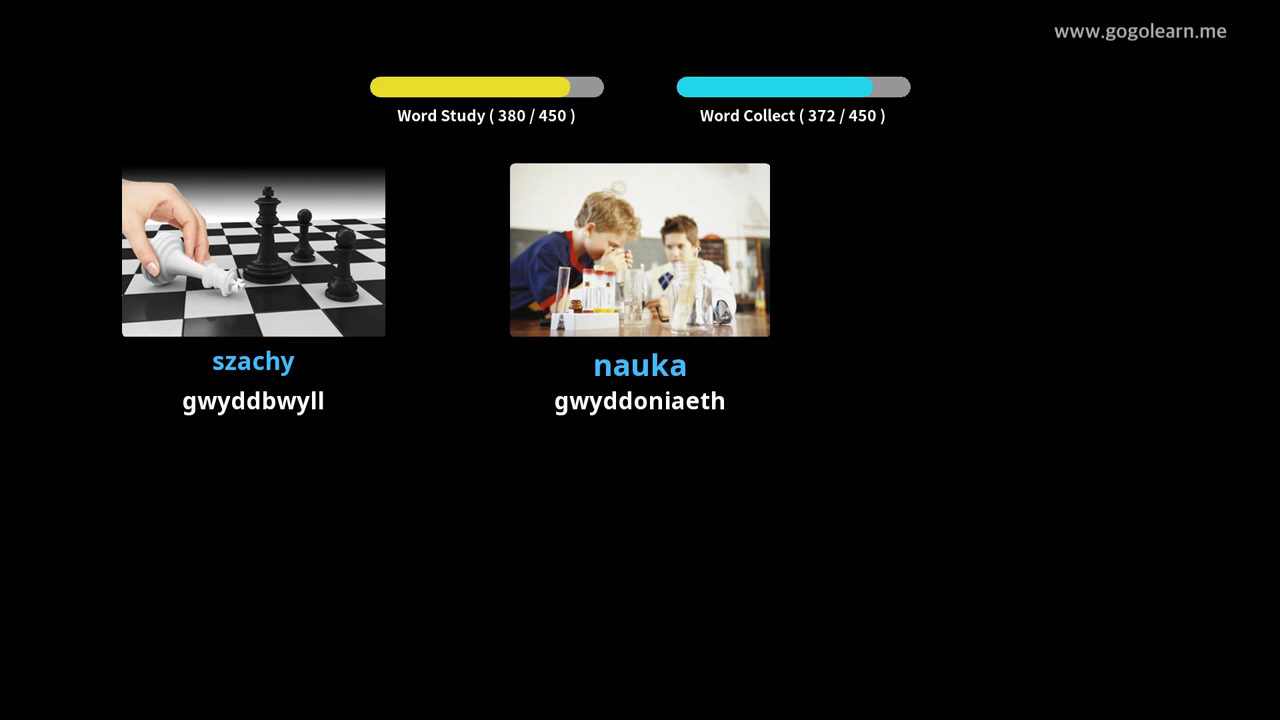 www.gogolearn.me
Word Study ( 380 / 450 )
Word Collect ( 372 / 450 )
szachy
gwyddbwyll
nauka
gwyddoniaeth